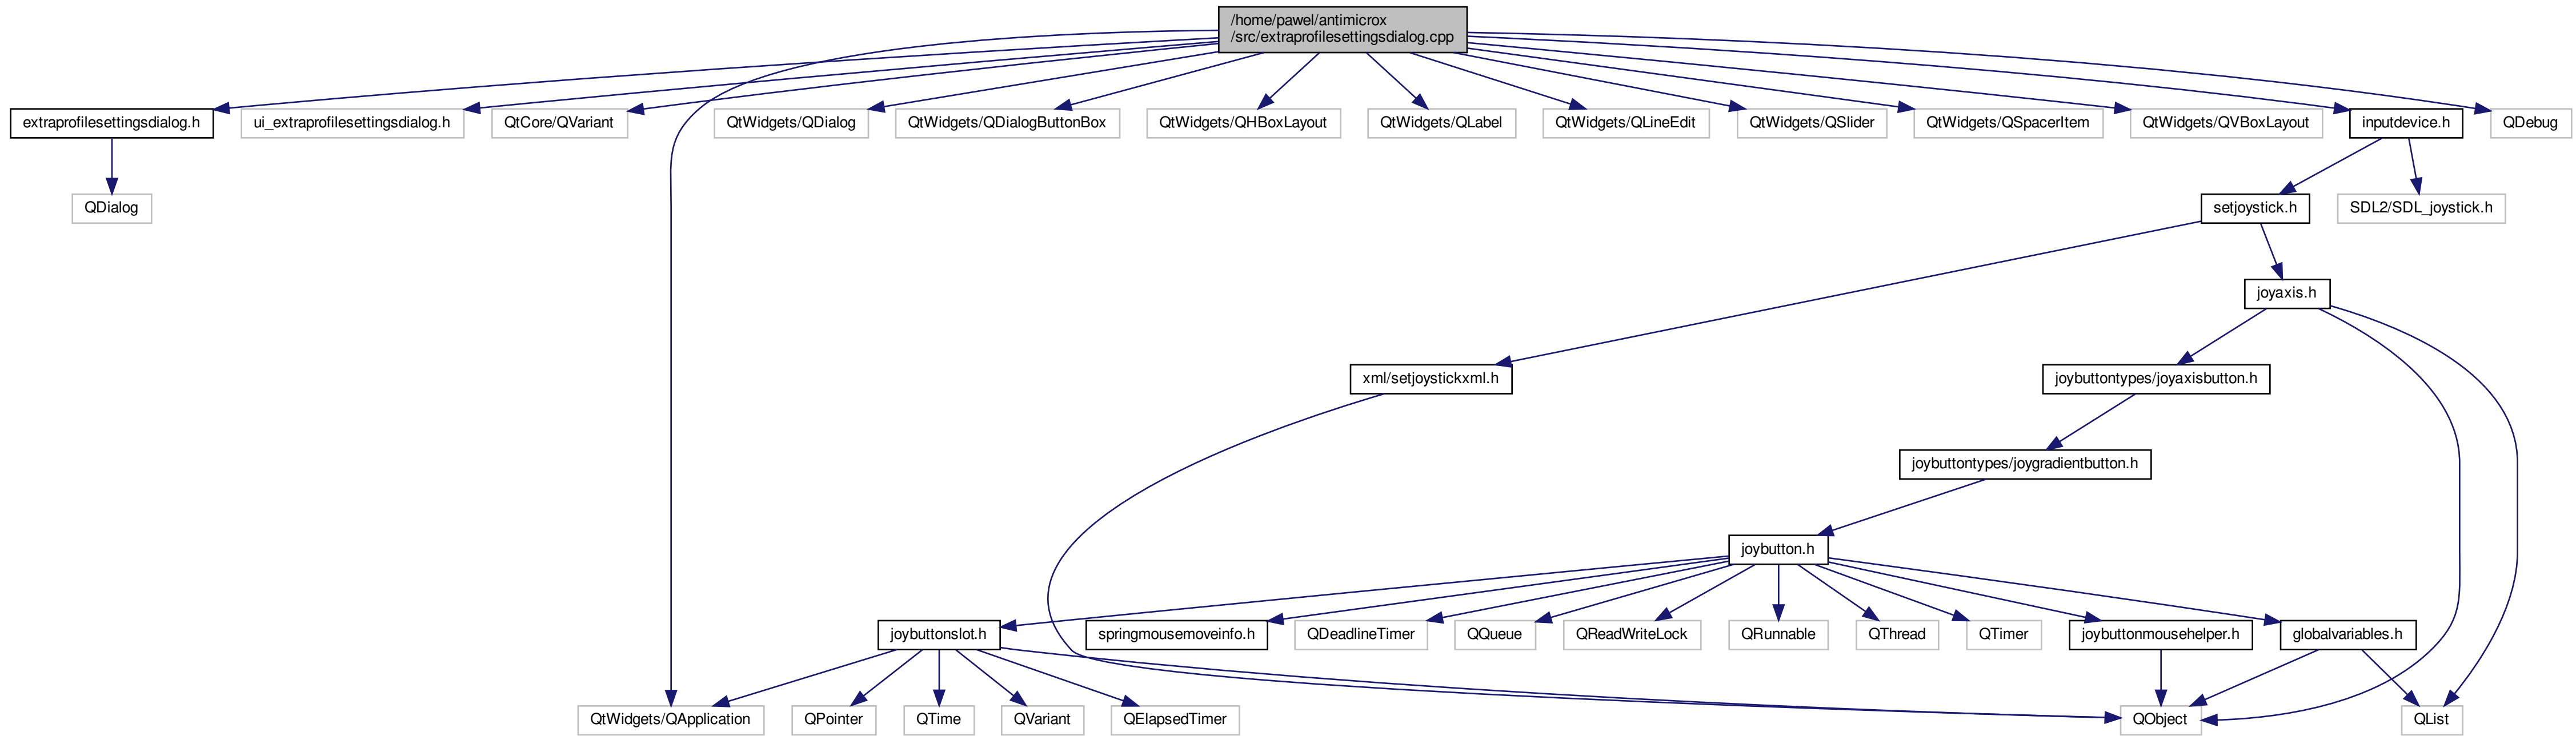 /home/pawel/antimicrox
/src/extraprofilesettingsdialog.cpp
extraprofilesettingsdialog.h
ui_extraprofilesettingsdialog.h
QtCore/QVariant
QtWidgets/QDialog
QtWidgets/QDialogButtonBox
QtWidgets/QHBoxLayout
QtWidgets/QLabel
QtWidgets/QLineEdit
QtWidgets/QSlider
QtWidgets/QSpacerItem
QtWidgets/QVBoxLayout
inputdevice.h
QDebug
QDialog
setjoystick.h
SDL2/SDL_joystick.h
joyaxis.h
xml/setjoystickxml.h
joybuttontypes/joyaxisbutton.h
joybuttontypes/joygradientbutton.h
joybutton.h
joybuttonslot.h
springmousemoveinfo.h
QDeadlineTimer
QQueue
QReadWriteLock
QRunnable
QThread
QTimer
joybuttonmousehelper.h
globalvariables.h
QtWidgets/QApplication
QPointer
QTime
QVariant
QElapsedTimer
QObject
QList